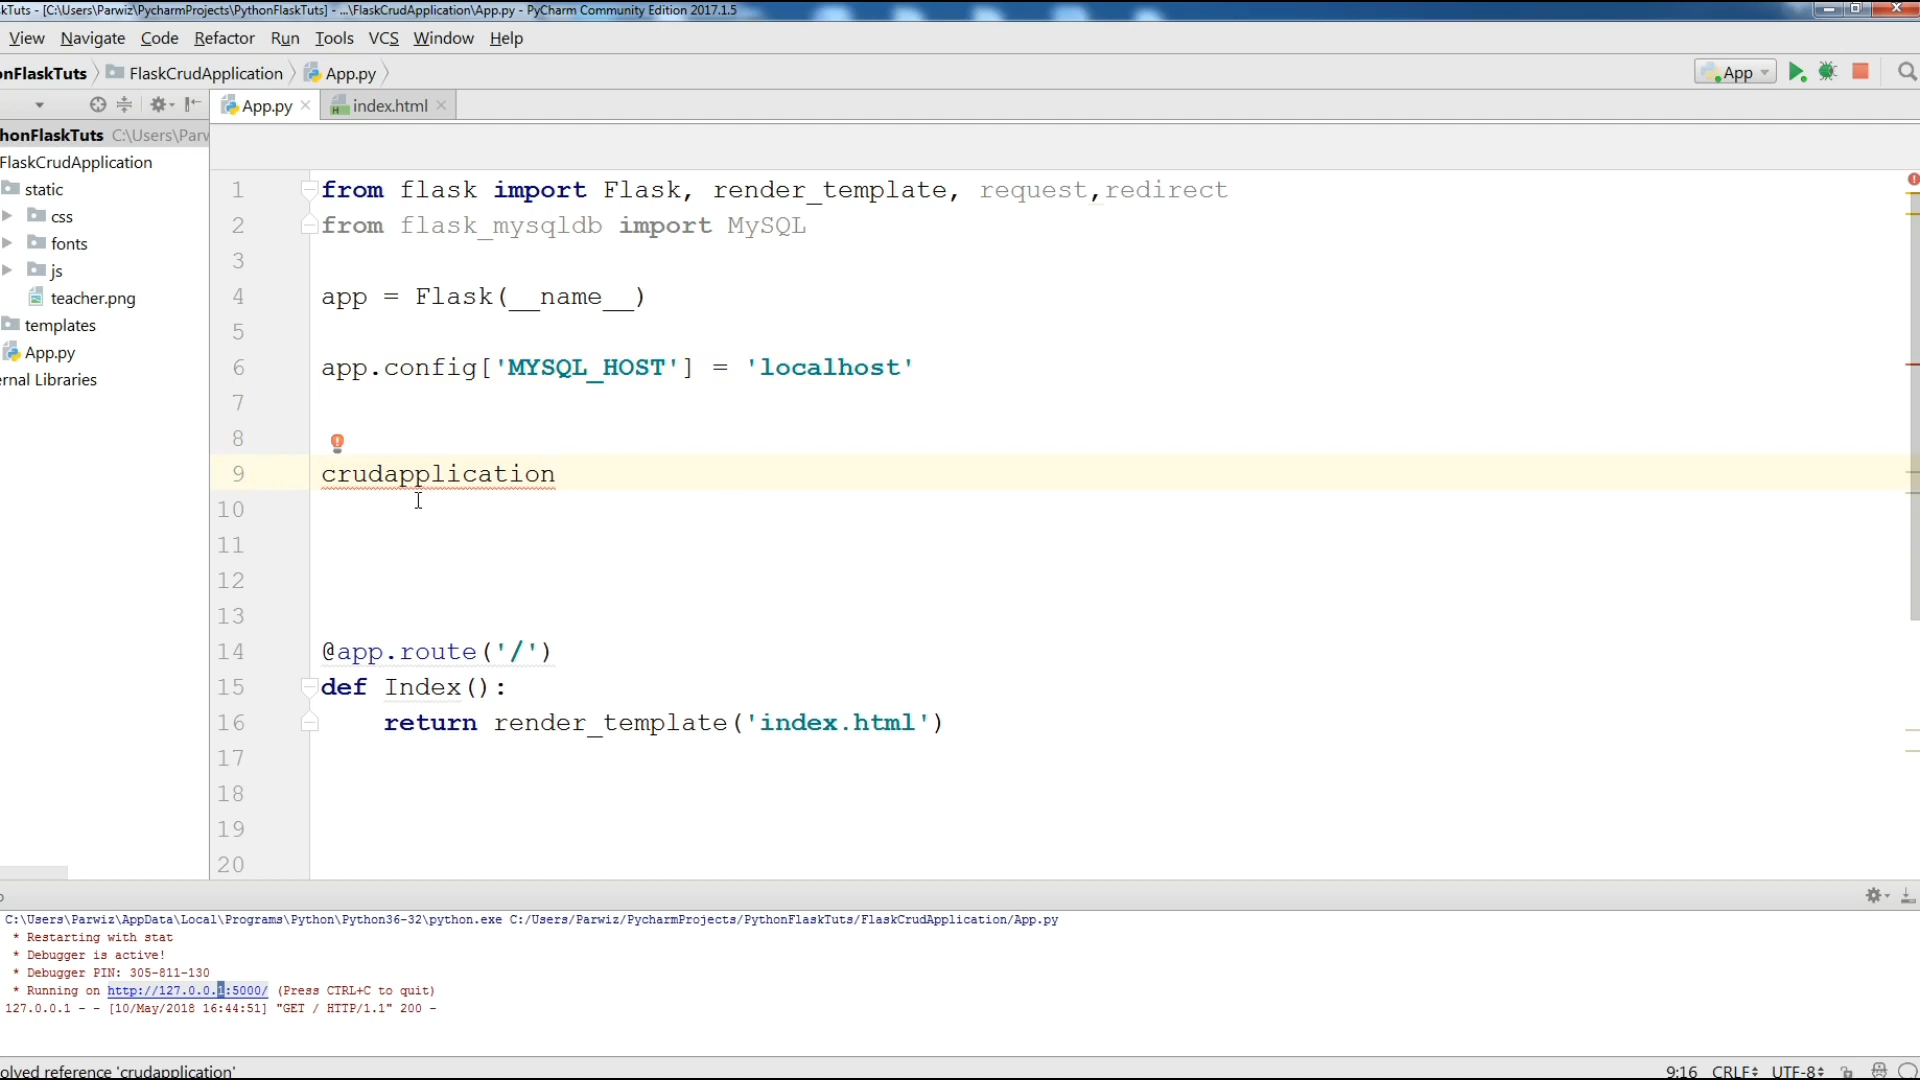 kTuts - [C:\Users\Parwiz\PycharmProjects\PythonFlaskTuts] - ...\FlaskCrudApplication\App.py - PyCharm Community Edition 2017.1.5
View Navigate Code Refactor Run Tools VCS Window Help
onFlaskTuts FlaskCrudApplication App.py App
App.py index.html
honFlaskTuts C:\Users\Parw
FlaskCrudApplication
static
css
fonts
js
teacher.png
templates
App.py
rnal Libraries
1 from flask import Flask, render_template, request,redirect
2 from flask_mysqldb import MySQL
3
4 app = Flask(__name__)
5
6 app.config['MYSQL_HOST'] = 'localhost'
7
8
9 crudapplication
10
11
12
13
14 @app.route('/')
15 def Index():
16 return render_template('index.html')
17
18
19
20
C:\Users\Parwiz\AppData\Local\Programs\Python\Python36-32\python.exe C:/Users/Parwiz/PycharmProjects/PythonFlaskTuts/FlaskCrudApplication/App.py
* Restarting with stat
* Debugger is active!
* Debugger PIN: 305-811-130
* Running on http://127.0.0.1:5000/ (Press CTRL+C to quit)
127.0.0.1 - - [10/May/2018 16:44:51] "GET / HTTP/1.1" 200 -
olved reference 'crudapplication' 9:16 CRLF UTF-8